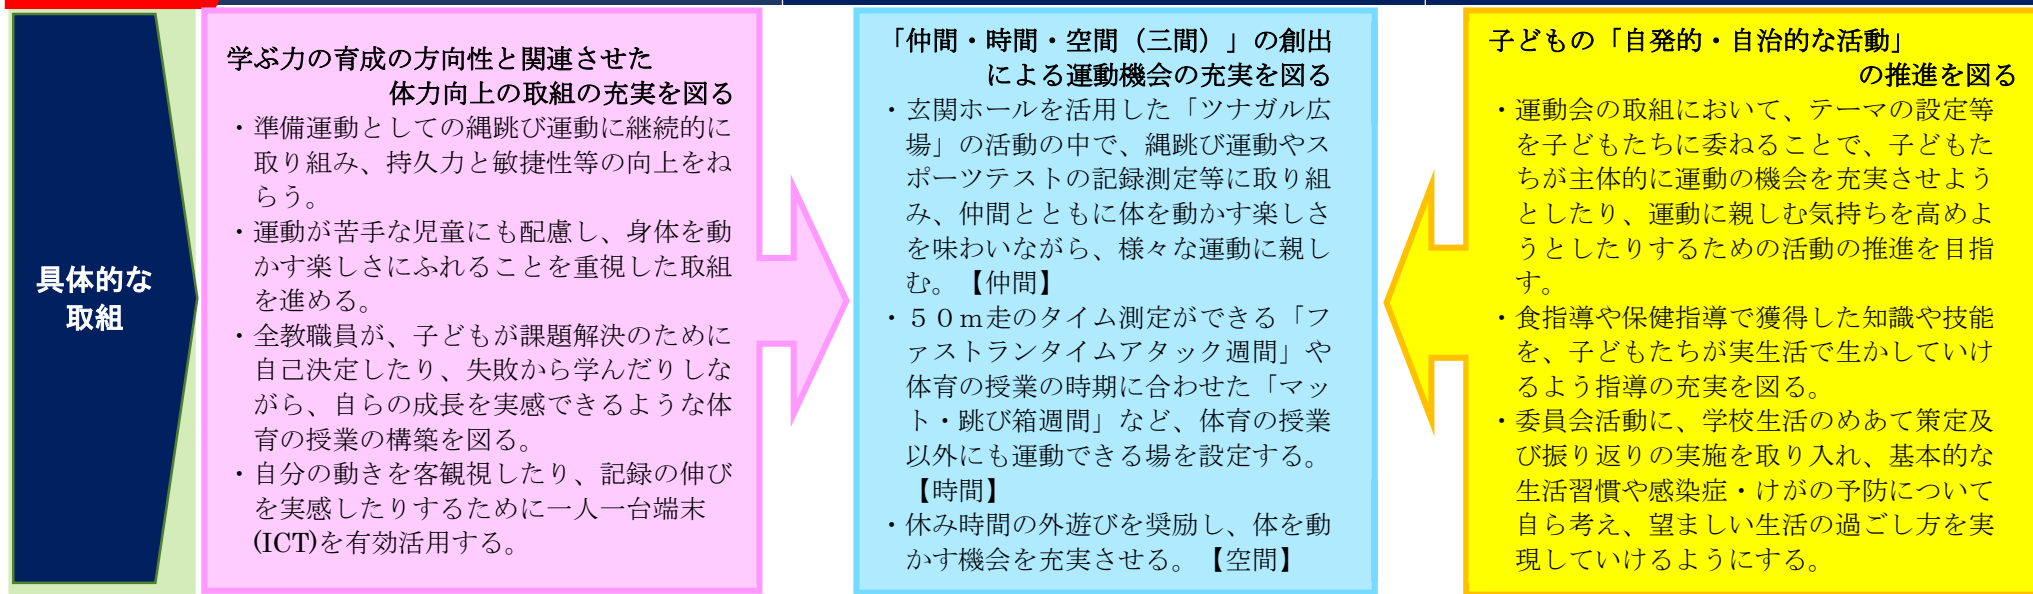 具体的な
取組
学ぶ力の育成の方向性と関連させた
体力向上の取組の充実を図る
・準備運動としての縄跳び運動に継続的に
取り組み、持久力と敏捷性等の向上をね
らう。
・運動が苦手な児童にも配慮し、身体を動
かす楽しさにふれることを重視した取組
を進める。
・全教職員が、子どもが課題解決のために
自己決定したり、失敗から学んだりしな
がら、自らの成長を実感できるような体
育の授業の構築を図る。
・自分の動きを客観視したり、記録の伸び
を実感したりするために一人一台端末
(ICT)を有効活用する。
「仲間・時間・空間（三間）」の創出
による運動機会の充実を図る
・玄関ホールを活用した「ツナガル広
場」の活動の中で、縄跳び運動やス
ポーツテストの記録測定等に取り組
み、仲間とともに体を動かす楽しさ
を味わいながら、様々な運動に親し
む。【仲間】
・５０ｍ走のタイム測定ができる「フ
ァストランタイムアタック週間」や
体育の授業の時期に合わせた「マッ
ト・跳び箱週間」など、体育の授業
以外にも運動できる場を設定する。
【時間】
・休み時間の外遊びを奨励し、体を動
かす機会を充実させる。【空間】
子どもの「自発的・自治的な活動」
の推進を図る
・運動会の取組において、テーマの設定等
を子どもたちに委ねることで、子どもた
ちが主体的に運動の機会を充実させよう
としたり、運動に親しむ気持ちを高めよ
うとしたりするための活動の推進を目指
す。
・食指導や保健指導で獲得した知識や技能
を、子どもたちが実生活で生かしていけ
るよう指導の充実を図る。
・委員会活動に、学校生活のめあて策定及
び振り返りの実施を取り入れ、基本的な
生活習慣や感染症・けがの予防について
自ら考え、望ましい生活の過ごし方を実
現していけるようにする。